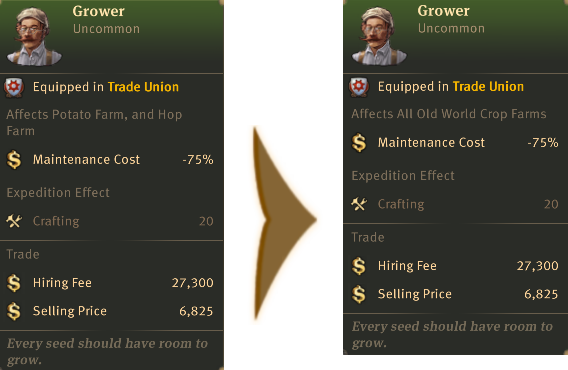 Grower
Uncommon
Equipped in Trade Union
Affects Potato Farm, and Hop
Farm
Maintenance Cost -75%
Expedition Effect
Crafting 20
Trade
Hiring Fee 27,300
Selling Price 6,825
Every seed should have room to
grow.
Grower
Uncommon
Equipped in Trade Union
Affects All Old World Crop Farms
Maintenance Cost -75%
Expedition Effect
Crafting 20
Trade
Hiring Fee 27,300
Selling Price 6,825
Every seed should have room to
grow.